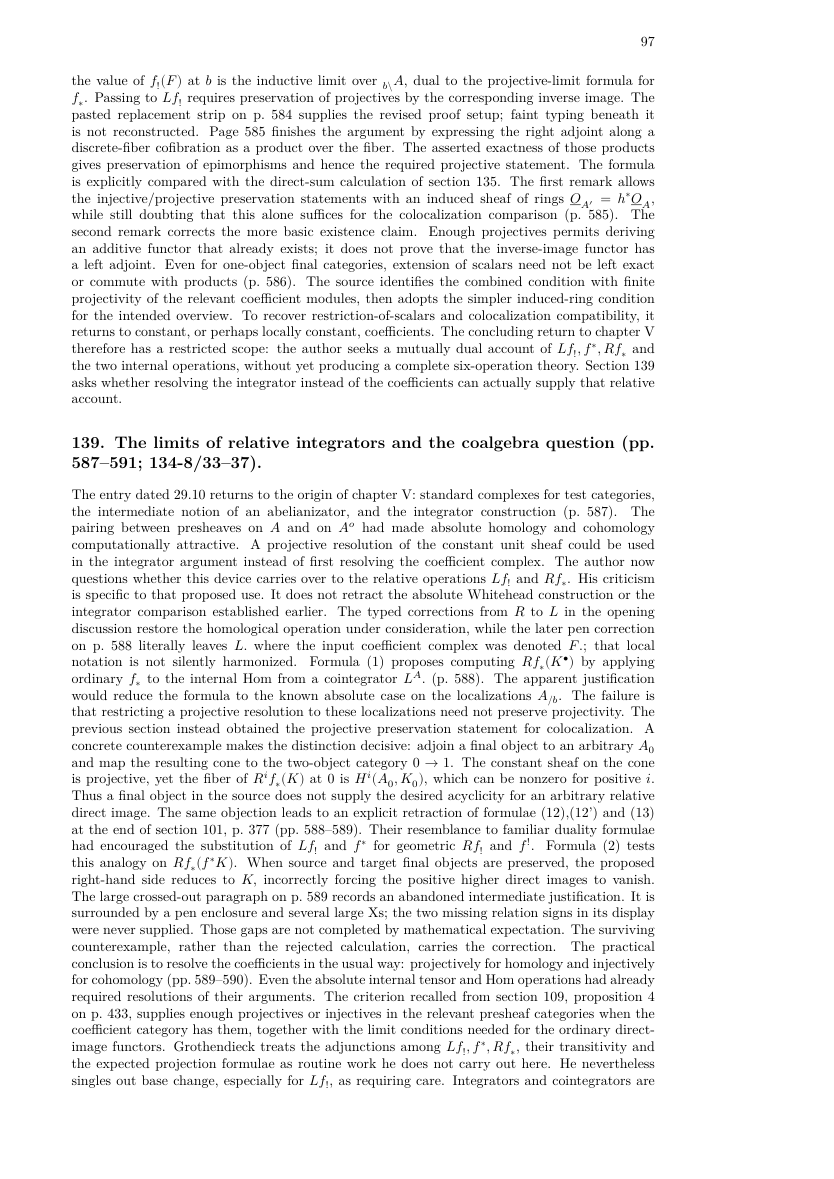 97
the value of f!(F) at b is the inductive limit over b\A, dual to the projective-limit formula for
f∗. Passing to Lf! requires preservation of projectives by the corresponding inverse image. The
pasted replacement strip on p. 584 supplies the revised proof setup; faint typing beneath it
is not reconstructed. Page 585 finishes the argument by expressing the right adjoint along a
discrete-fiber cofibration as a product over the fiber. The asserted exactness of those products
gives preservation of epimorphisms and hence the required projective statement. The formula
is explicitly compared with the direct-sum calculation of section 135. The first remark allows
the injective/projective preservation statements with an induced sheaf of rings O_A′ = h*O_A,
while still doubting that this alone suffices for the colocalization comparison (p. 585). The
second remark corrects the more basic existence claim. Enough projectives permits deriving
an additive functor that already exists; it does not prove that the inverse-image functor has
a left adjoint. Even for one-object final categories, extension of scalars need not be left exact
or commute with products (p. 586). The source identifies the combined condition with finite
projectivity of the relevant coefficient modules, then adopts the simpler induced-ring condition
for the intended overview. To recover restriction-of-scalars and colocalization compatibility, it
returns to constant, or perhaps locally constant, coefficients. The concluding return to chapter V
therefore has a restricted scope: the author seeks a mutually dual account of Lf!, f*, Rf∗ and
the two internal operations, without yet producing a complete six-operation theory. Section 139
asks whether resolving the integrator instead of the coefficients can actually supply that relative
account.
139. The limits of relative integrators and the coalgebra question (pp.
587–591; 134-8/33–37).
The entry dated 29.10 returns to the origin of chapter V: standard complexes for test categories,
the intermediate notion of an abelianizator, and the integrator construction (p. 587). The
pairing between presheaves on A and on Aᵒ had made absolute homology and cohomology
computationally attractive. A projective resolution of the constant unit sheaf could be used
in the integrator argument instead of first resolving the coefficient complex. The author now
questions whether this device carries over to the relative operations Lf! and Rf∗. His criticism
is specific to that proposed use. It does not retract the absolute Whitehead construction or the
integrator comparison established earlier. The typed corrections from R to L in the opening
discussion restore the homological operation under consideration, while the later pen correction
on p. 588 literally leaves L. where the input coefficient complex was denoted F.; that local
notation is not silently harmonized. Formula (1) proposes computing Rf∗(K•) by applying
ordinary f∗ to the internal Hom from a cointegrator Lᴬ. (p. 588). The apparent justification
would reduce the formula to the known absolute case on the localizations A/b. The failure is
that restricting a projective resolution to these localizations need not preserve projectivity. The
previous section instead obtained the projective preservation statement for colocalization. A
concrete counterexample makes the distinction decisive: adjoin a final object to an arbitrary A₀
and map the resulting cone to the two-object category 0 → 1. The constant sheaf on the cone
is projective, yet the fiber of Rⁱf∗(K) at 0 is Hⁱ(A₀, K₀), which can be nonzero for positive i.
Thus a final object in the source does not supply the desired acyclicity for an arbitrary relative
direct image. The same objection leads to an explicit retraction of formulae (12),(12’) and (13)
at the end of section 101, p. 377 (pp. 588–589). Their resemblance to familiar duality formulae
had encouraged the substitution of Lf! and f* for geometric Rf! and f!. Formula (2) tests
this analogy on Rf∗(f*K). When source and target final objects are preserved, the proposed
right-hand side reduces to K, incorrectly forcing the positive higher direct images to vanish.
The large crossed-out paragraph on p. 589 records an abandoned intermediate justification. It is
surrounded by a pen enclosure and several large Xs; the two missing relation signs in its display
were never supplied. Those gaps are not completed by mathematical expectation. The surviving
counterexample, rather than the rejected calculation, carries the correction. The practical
conclusion is to resolve the coefficients in the usual way: projectively for homology and injectively
for cohomology (pp. 589–590). Even the absolute internal tensor and Hom operations had already
required resolutions of their arguments. The criterion recalled from section 109, proposition 4
on p. 433, supplies enough projectives or injectives in the relevant presheaf categories when the
coefficient category has them, together with the limit conditions needed for the ordinary direct-
image functors. Grothendieck treats the adjunctions among Lf!, f*, Rf∗, their transitivity and
the expected projection formulae as routine work he does not carry out here. He nevertheless
singles out base change, especially for Lf!, as requiring care. Integrators and cointegrators are